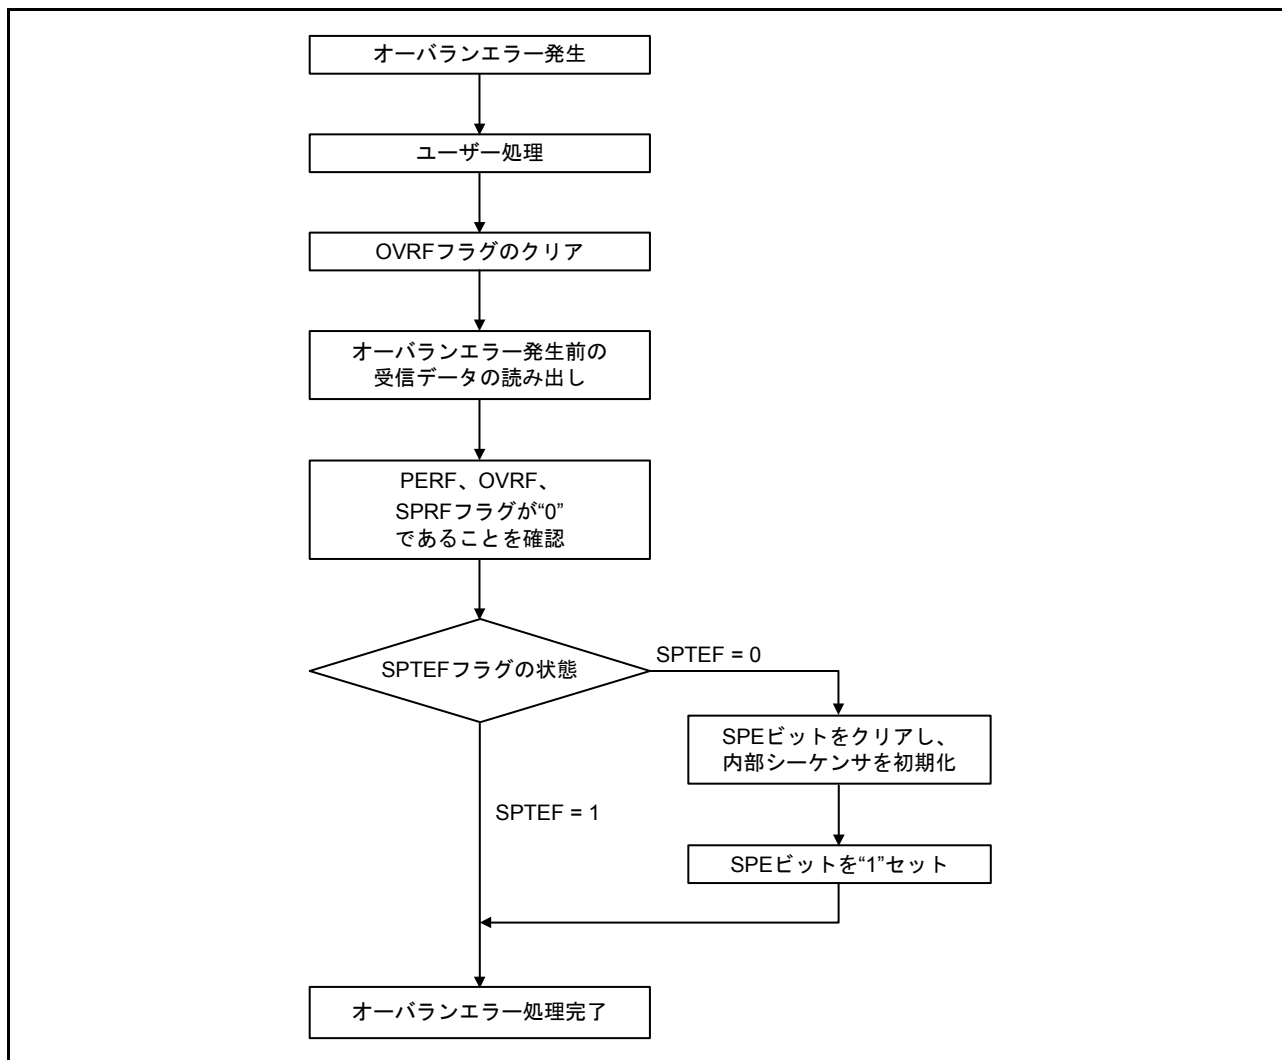 オーバランエラー発生
ユーザー処理
OVRFフラグのクリア
オーバランエラー発生前の
受信データの読み出し
PERF、OVRF、
SPRFフラグが“0”
であることを確認
SPTEFフラグの状態
SPTEF = 0
SPEビットをクリアし、
内部シーケンサを初期化
SPTEF = 1
SPEビットを“1”セット
オーバランエラー処理完了